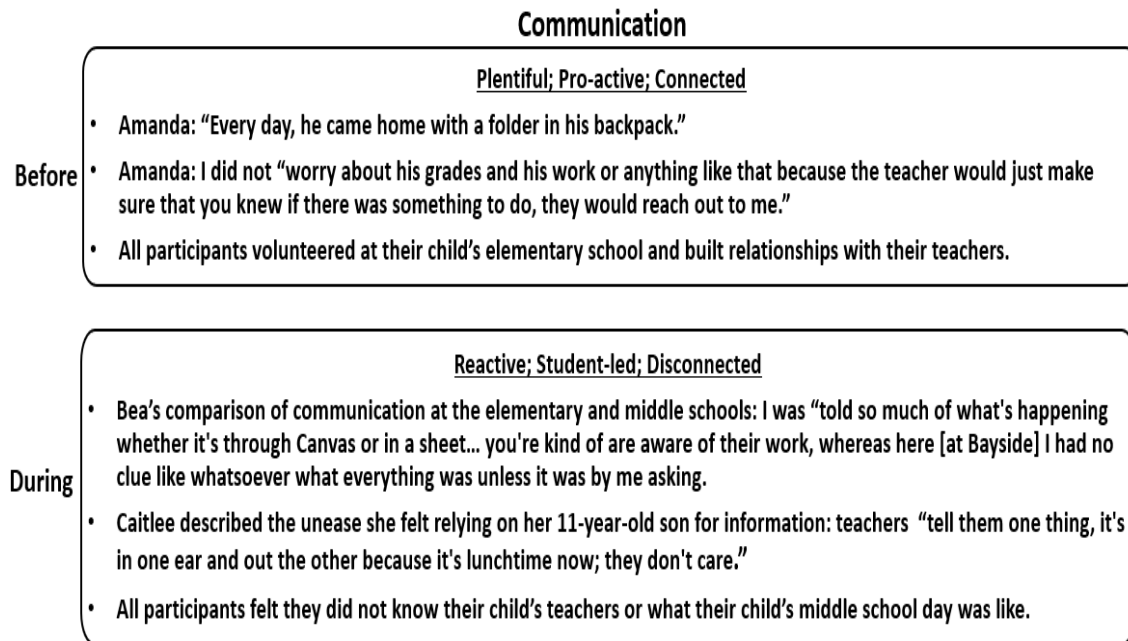 Communication
Plentiful; Pro-active; Connected
Before
• Amanda: “Every day, he came home with a folder in his backpack.”
• Amanda: I did not “worry about his grades and his work or anything like that because the teacher would just make
sure that you knew if there was something to do, they would reach out to me.”
• All participants volunteered at their child’s elementary school and built relationships with their teachers.
Reactive; Student-led; Disconnected
During
• Bea’s comparison of communication at the elementary and middle schools: I was “told so much of what's happening
whether it's through Canvas or in a sheet… you're kind of are aware of their work, whereas here [at Bayside] I had no
clue like whatsoever what everything was unless it was by me asking.
• Caitlee described the unease she felt relying on her 11-year-old son for information: teachers “tell them one thing, it's
in one ear and out the other because it's lunchtime now; they don't care.”
• All participants felt they did not know their child’s teachers or what their child’s middle school day was like.